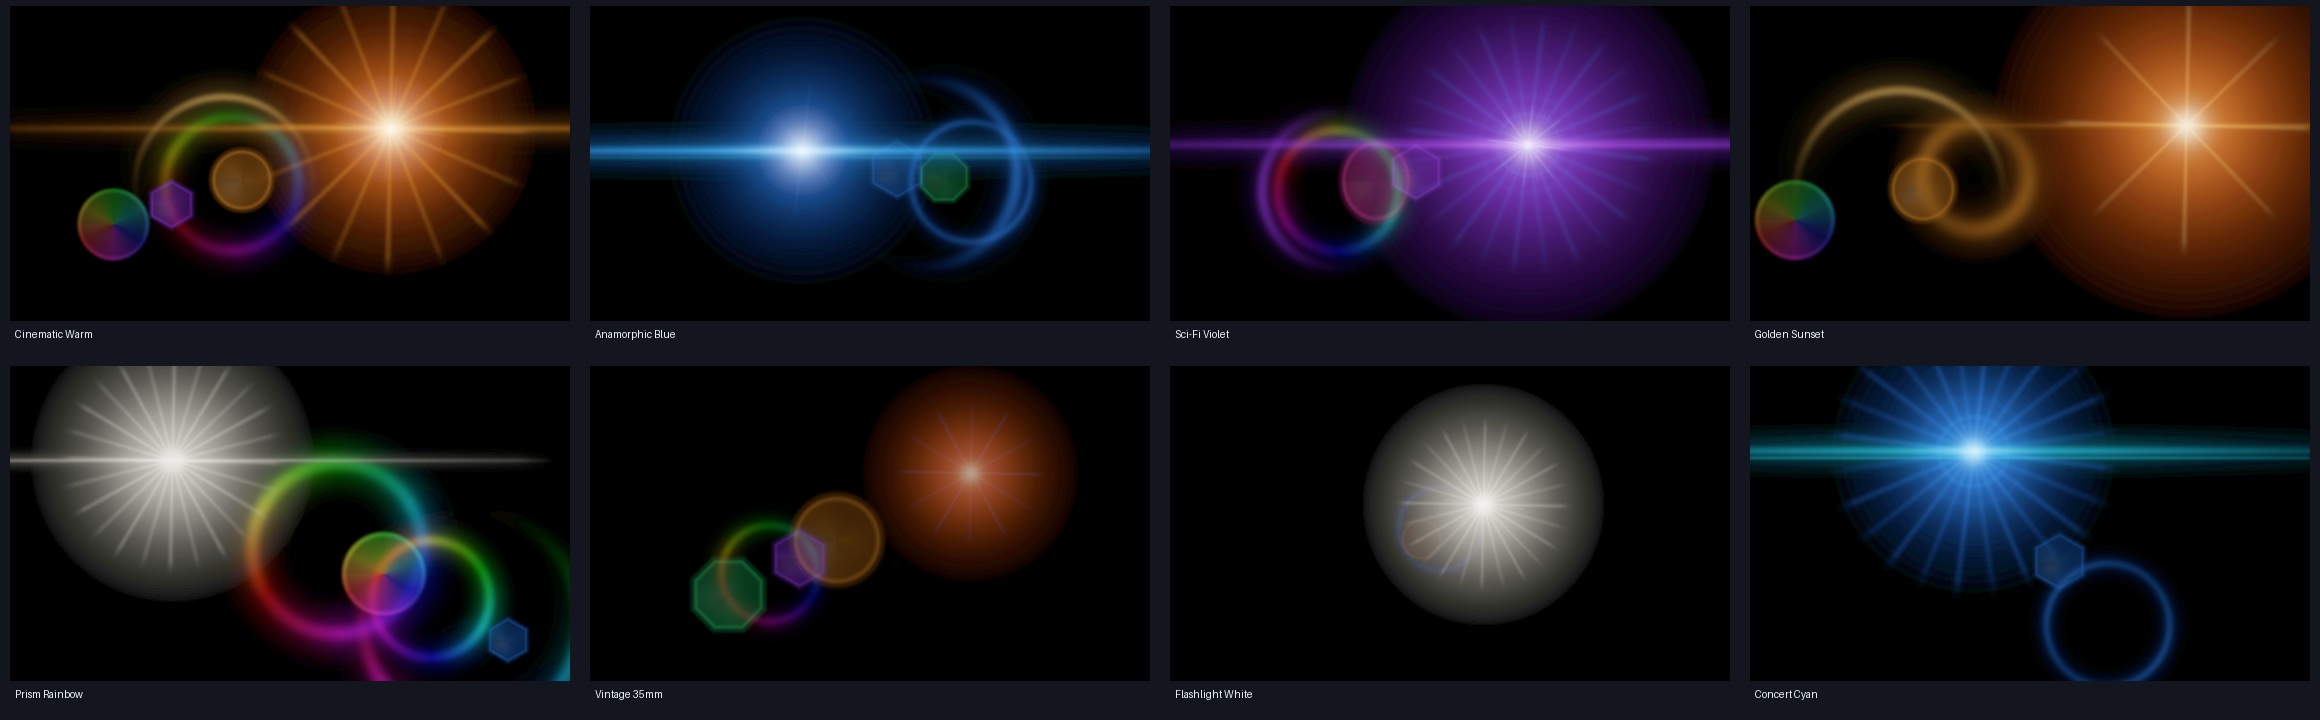 Cinematic Warm
Anamorphic Blue
Sci-Fi Violet
Golden Sunset
Prism Rainbow
Vintage 35mm
Flashlight White
Concert Cyan